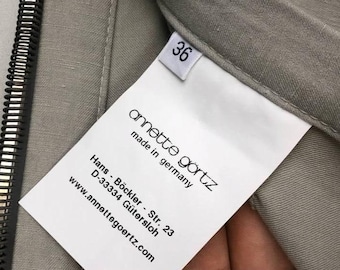 36
annette görtz
made in germany
Hans - Böckler - Str. 23
D-33334 Gütersloh
www.annettegoertz.com